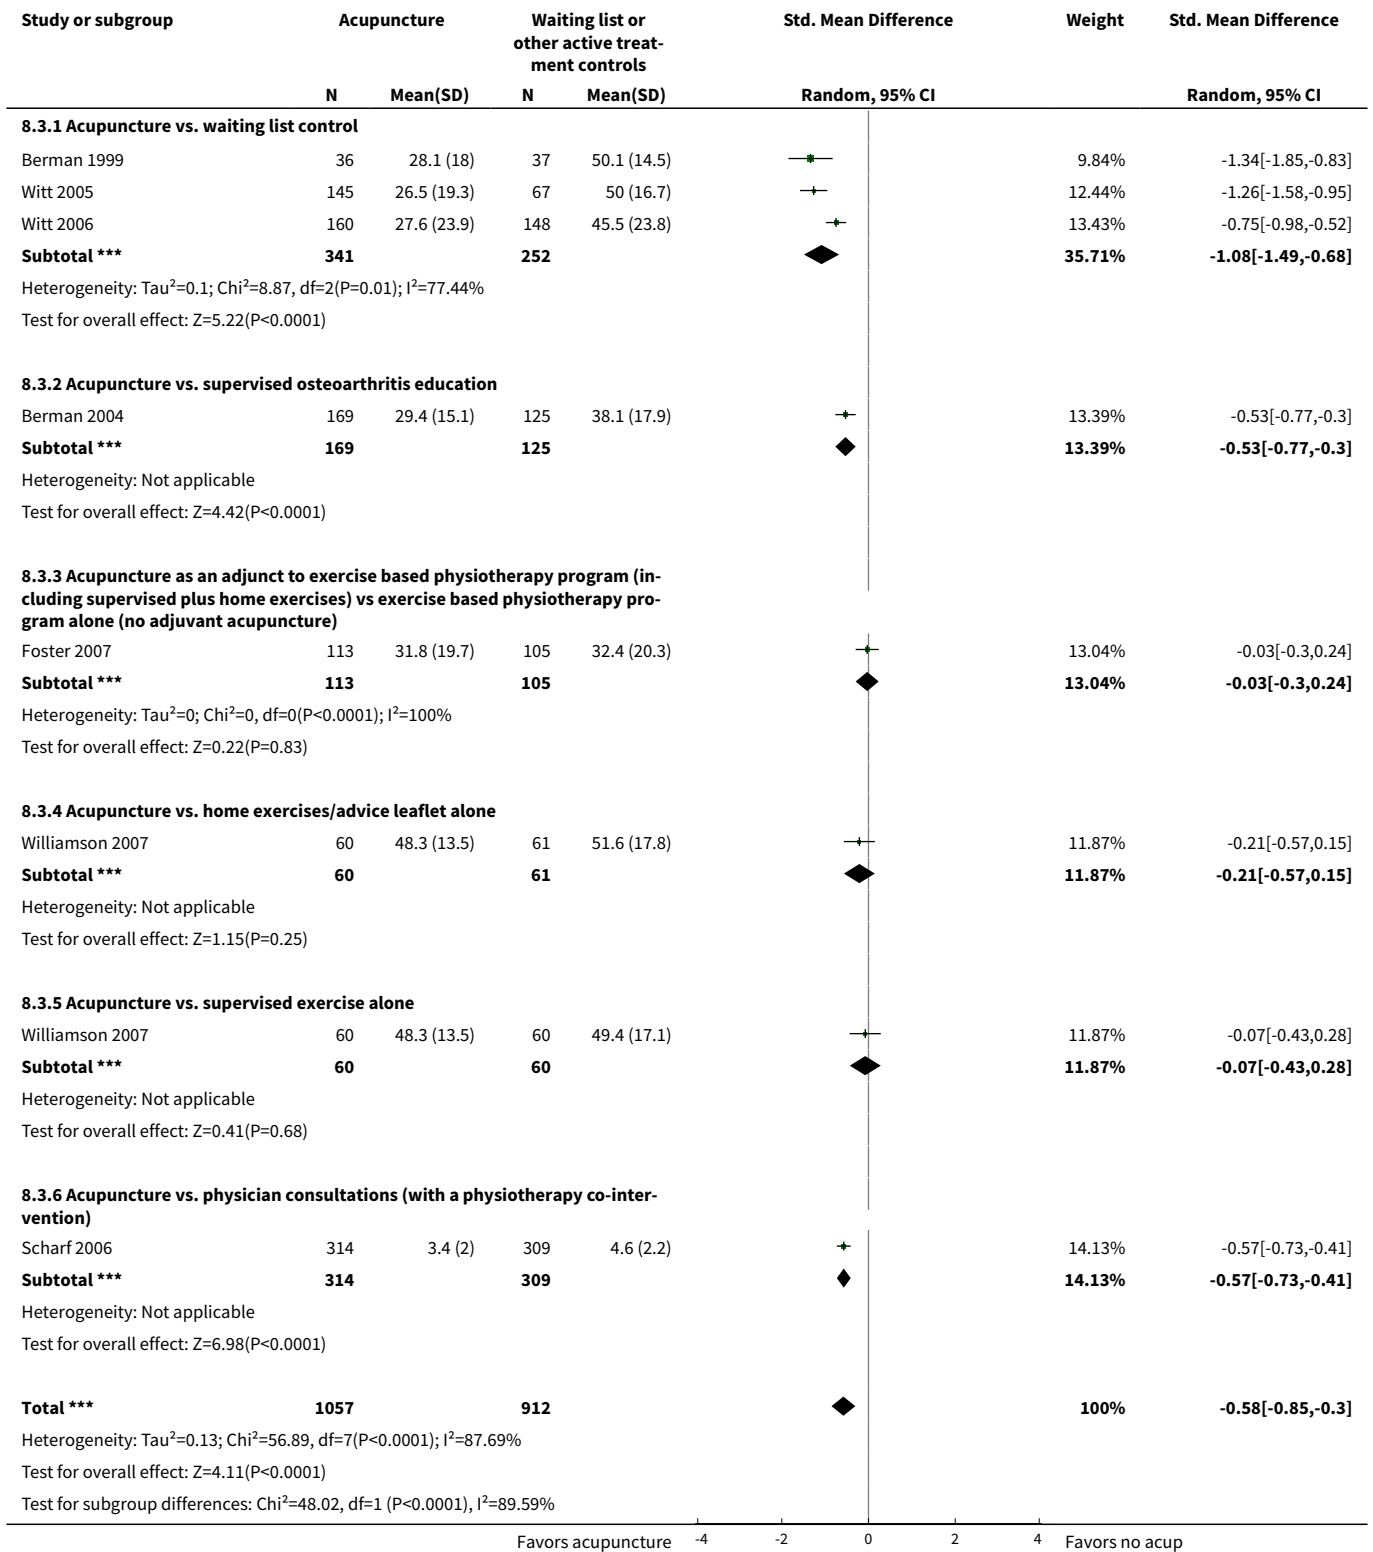 Study or subgroup Acupuncture Waiting list or other active treat- ment controls Std. Mean Difference Weight Std. Mean Difference
N Mean(SD) N Mean(SD) Random, 95% CI Random, 95% CI
8.3.1 Acupuncture vs. waiting list control
Berman 1999 36 28.1 (18) 37 50.1 (14.5) 9.84% -1.34[-1.85,-0.83]
Witt 2005 145 26.5 (19.3) 67 50 (16.7) 12.44% -1.26[-1.58,-0.95]
Witt 2006 160 27.6 (23.9) 148 45.5 (23.8) 13.43% -0.75[-0.98,-0.52]
Subtotal *** 341 252 35.71% -1.08[-1.49,-0.68]
Heterogeneity: Tau²=0.1; Chi²=8.87, df=2(P=0.01); I²=77.44%
Test for overall effect: Z=5.22(P<0.0001)
8.3.2 Acupuncture vs. supervised osteoarthritis education
Berman 2004 169 29.4 (15.1) 125 38.1 (17.9) 13.39% -0.53[-0.77,-0.3]
Subtotal *** 169 125 13.39% -0.53[-0.77,-0.3]
Heterogeneity: Not applicable
Test for overall effect: Z=4.42(P<0.0001)
8.3.3 Acupuncture as an adjunct to exercise based physiotherapy program (in-
cluding supervised plus home exercises) vs exercise based physiotherapy pro-
gram alone (no adjuvant acupuncture)
Foster 2007 113 31.8 (19.7) 105 32.4 (20.3) 13.04% -0.03[-0.3,0.24]
Subtotal *** 113 105 13.04% -0.03[-0.3,0.24]
Heterogeneity: Tau²=0; Chi²=0, df=0(P<0.0001); I²=100%
Test for overall effect: Z=0.22(P=0.83)
8.3.4 Acupuncture vs. home exercises/advice leaflet alone
Williamson 2007 60 48.3 (13.5) 61 51.6 (17.8) 11.87% -0.21[-0.57,0.15]
Subtotal *** 60 61 11.87% -0.21[-0.57,0.15]
Heterogeneity: Not applicable
Test for overall effect: Z=1.15(P=0.25)
8.3.5 Acupuncture vs. supervised exercise alone
Williamson 2007 60 48.3 (13.5) 60 49.4 (17.1) 11.87% -0.07[-0.43,0.28]
Subtotal *** 60 60 11.87% -0.07[-0.43,0.28]
Heterogeneity: Not applicable
Test for overall effect: Z=0.41(P=0.68)
8.3.6 Acupuncture vs. physician consultations (with a physiotherapy co-inter-
vention)
Scharf 2006 314 3.4 (2) 309 4.6 (2.2) 14.13% -0.57[-0.73,-0.41]
Subtotal *** 314 309 14.13% -0.57[-0.73,-0.41]
Heterogeneity: Not applicable
Test for overall effect: Z=6.98(P<0.0001)
Total *** 1057 912 100% -0.58[-0.85,-0.3]
Heterogeneity: Tau²=0.13; Chi²=56.89, df=7(P<0.0001); I²=87.69%
Test for overall effect: Z=4.11(P<0.0001)
Test for subgroup differences: Chi²=48.02, df=1 (P<0.0001), I²=89.59%
Favors acupuncture -4 -2 0 2 4 Favors no acup